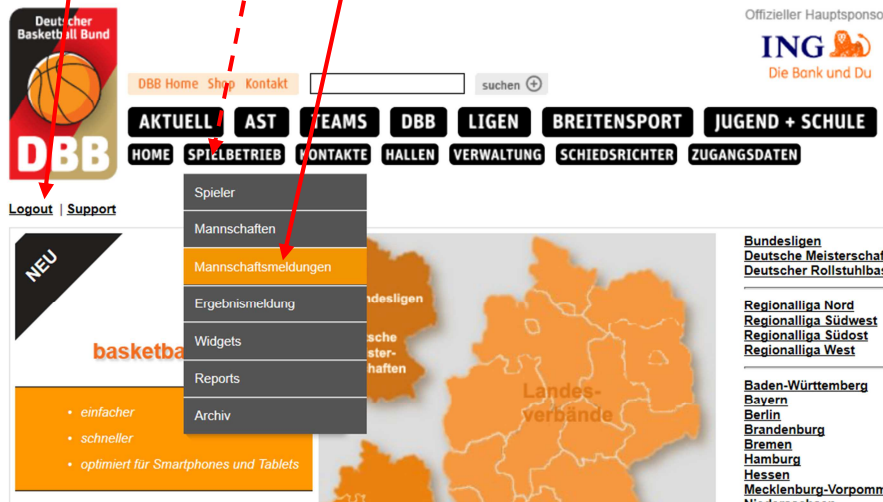 Deutscher
Basketball Bund
DBB
Offizieller Hauptsponso
ING
Die Bank und Du
DBB Home Shop Kontakt
suchen
AKTUELL AST TEAMS DBB LIGEN BREITENSPORT JUGEND + SCHULE
HOME SPIELBETRIEB KONTAKTE HALLEN VERWALTUNG SCHIEDSRICHTER ZUGANGSDATEN
Logout | Support
Spieler
Mannschaften
Mannschaftsmeldungen
Ergebnismeldung
Widgets
Reports
Archiv
NEU
basketba
• einfacher
• schneller
• optimiert für Smartphones und Tablets
ndesligen
sche
ster-
haften
Landes-
verbände
Bundesligen
Deutsche Meisterschaf
Deutscher Rollstuhlbas
Regionalliga Nord
Regionalliga Südwest
Regionalliga Südost
Regionalliga West
Baden-Württemberg
Bayern
Berlin
Brandenburg
Bremen
Hamburg
Hessen
Mecklenburg-Vorpomm